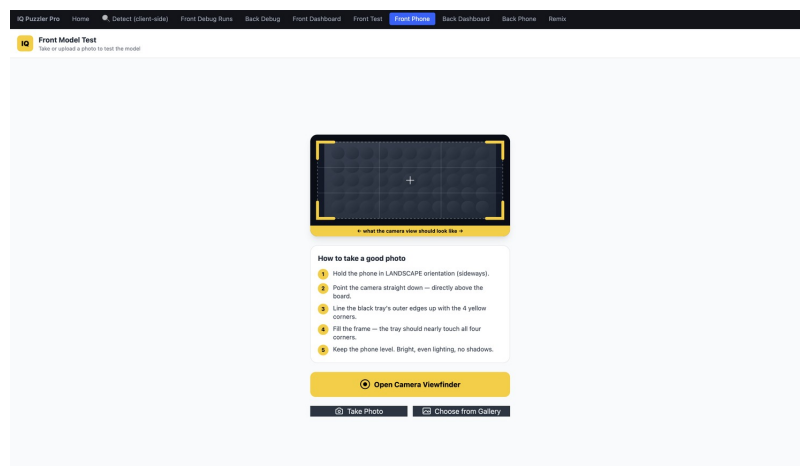 IQ Puzzler Pro Home Detect (client-side) Front Debug Runs Back Debug Front Dashboard Front Test Front Phone Back Dashboard Back Phone Remix
IQ
Front Model Test
Take or upload a photo to test the model
← what the camera view should look like →
How to take a good photo
1 Hold the phone in LANDSCAPE orientation (sideways).
2 Point the camera straight down — directly above the
board.
3 Line the black tray's outer edges up with the 4 yellow
corners.
4 Fill the frame — the tray should nearly touch all four
corners.
5 Keep the phone level. Bright, even lighting, no shadows.
Open Camera Viewfinder
Take Photo Choose from Gallery